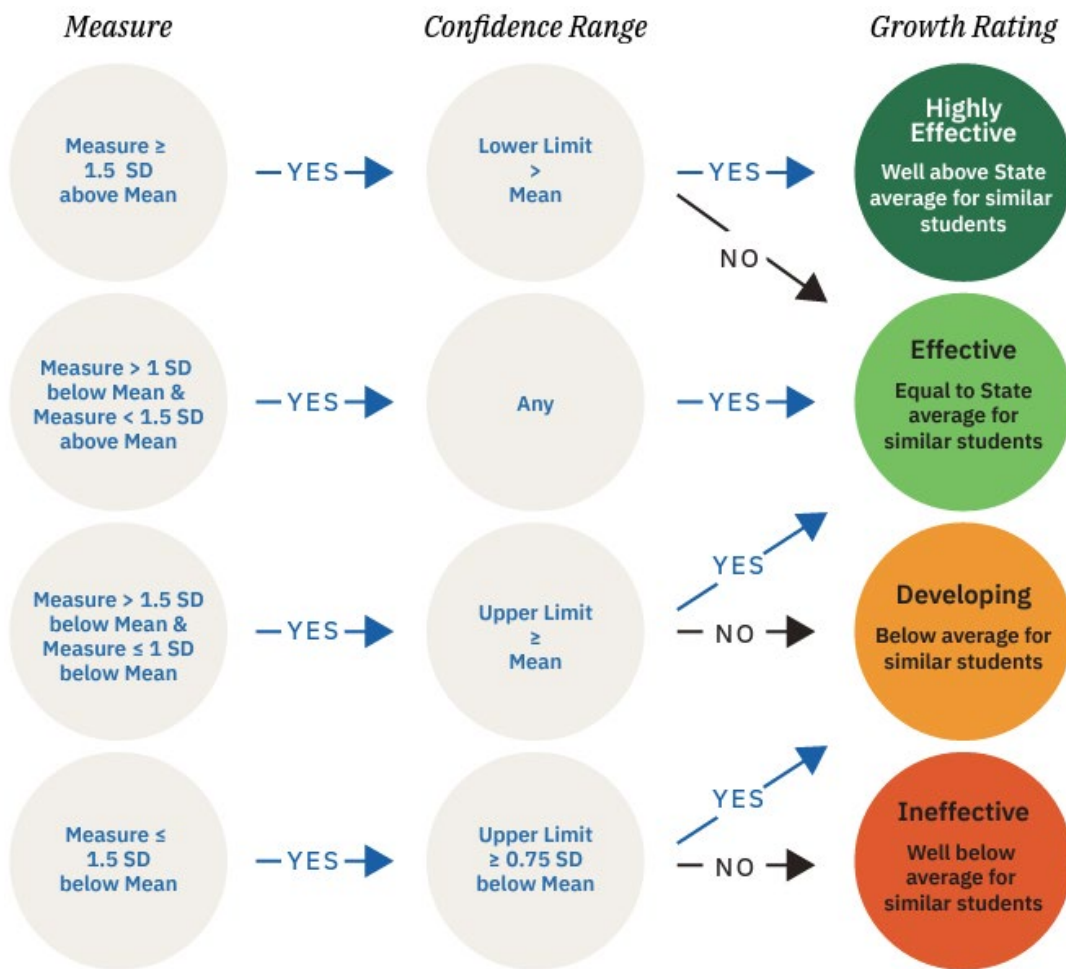 Measure
Confidence Range
Growth Rating
Measure ≥
1.5 SD
above Mean
YES
Lower Limit
>
Mean
YES
NO
Highly
Effective
Well above State
average for similar
students
Measure > 1 SD
below Mean &
Measure < 1.5 SD
above Mean
YES
Any
YES
Effective
Equal to State
average for
similar students
Measure > 1.5 SD
below Mean &
Measure ≤ 1 SD
below Mean
YES
Upper Limit
≥
Mean
YES
NO
Developing
Below average for
similar students
Measure ≤
1.5 SD
below Mean
YES
Upper Limit
≥ 0.75 SD
below Mean
YES
NO
Ineffective
Well below
average for
similar students